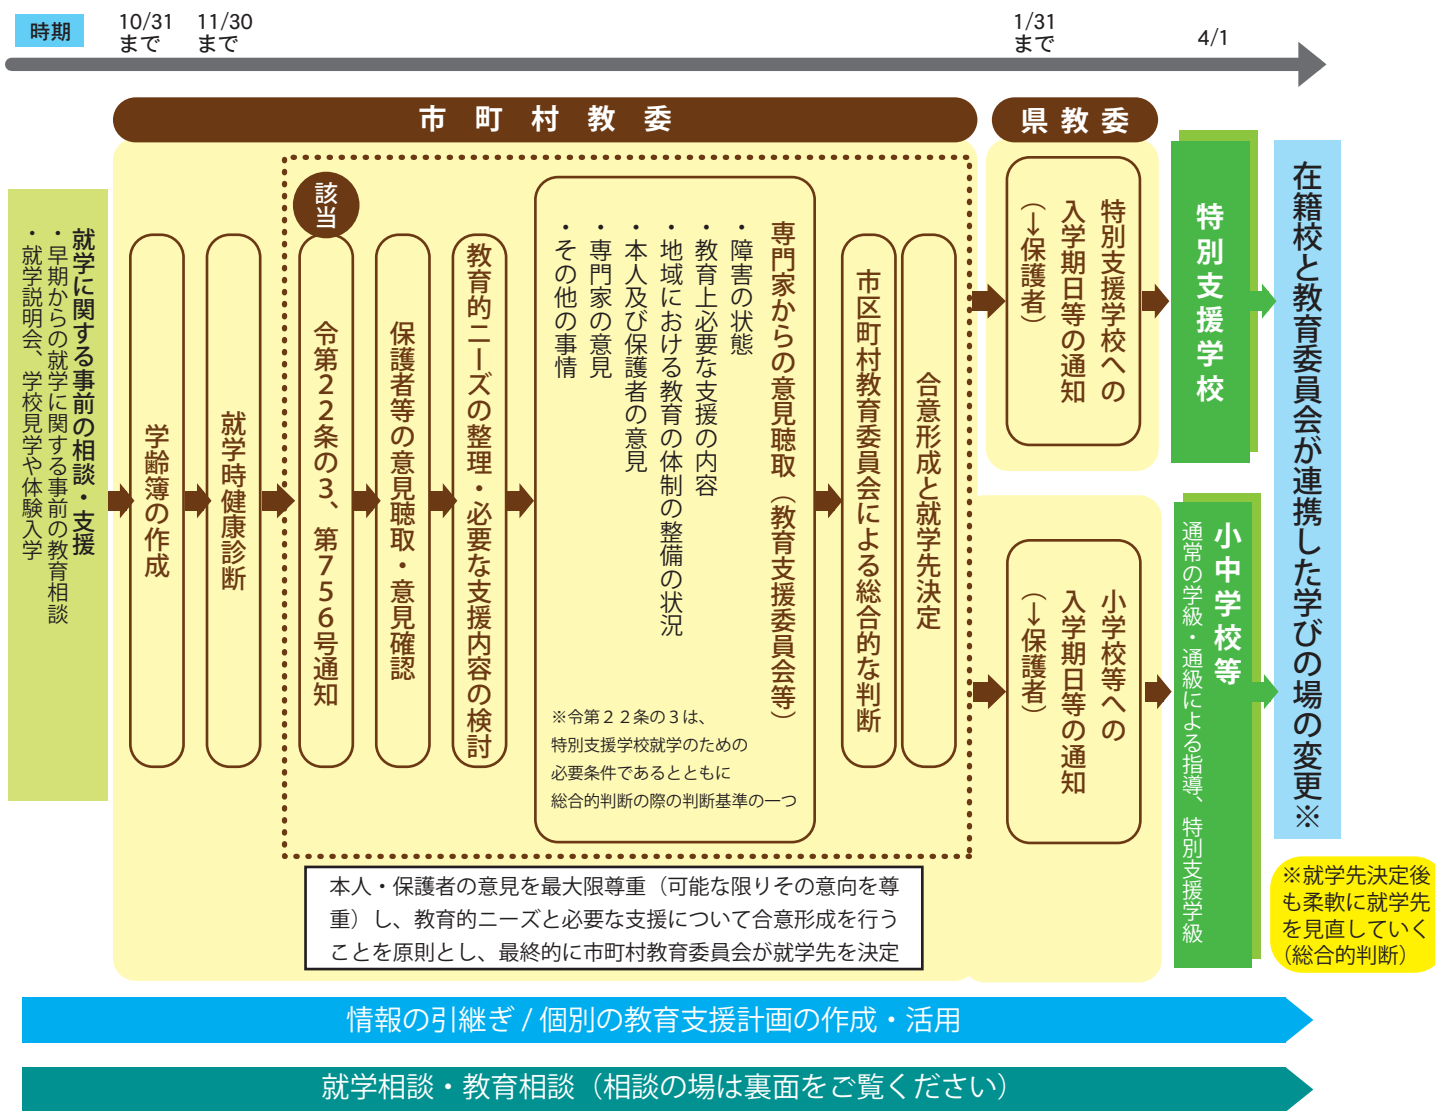 時期
10/31
まで
11/30
まで
1/31
まで
4/1
市町村教委
県教委
就学に関する事前の相談・支援
・早期からの就学に関する事前の教育相談
・就学説明会、学校見学や体験入学
学齢簿の作成
就学時健康診断
該当
令第22条の3、第756号通知
保護者等の意見聴取・意見確認
教育的ニーズの整理・必要な支援内容の検討
専門家からの意見聴取（教育支援委員会等）
・障害の状態
・教育上必要な支援の内容
・地域における教育の体制の整備の状況
・本人及び保護者の意見
・専門家の意見
・その他の事情
※令第２２条の３は、
特別支援学校就学のための
必要条件であるとともに
総合的判断の際の判断基準の一つ
市区町村教育委員会による総合的な判断
合意形成と就学先決定
特別支援学校への
入学期日等の通知
（→保護者）
小学校等への
入学期日等の通知
（→保護者）
特別支援学校
小中学校等
通常の学級・通級による指導、特別支援学級
在籍校と教育委員会が連携した学びの場の変更※
※就学先決定後
も柔軟に就学先
を見直していく
（総合的判断）
本人・保護者の意見を最大限尊重（可能な限りその意向を尊
重）し、教育的ニーズと必要な支援について合意形成を行う
ことを原則とし、最終的に市町村教育委員会が就学先を決定
情報の引継ぎ / 個別の教育支援計画の作成・活用
就学相談・教育相談（相談の場は裏面をご覧ください）